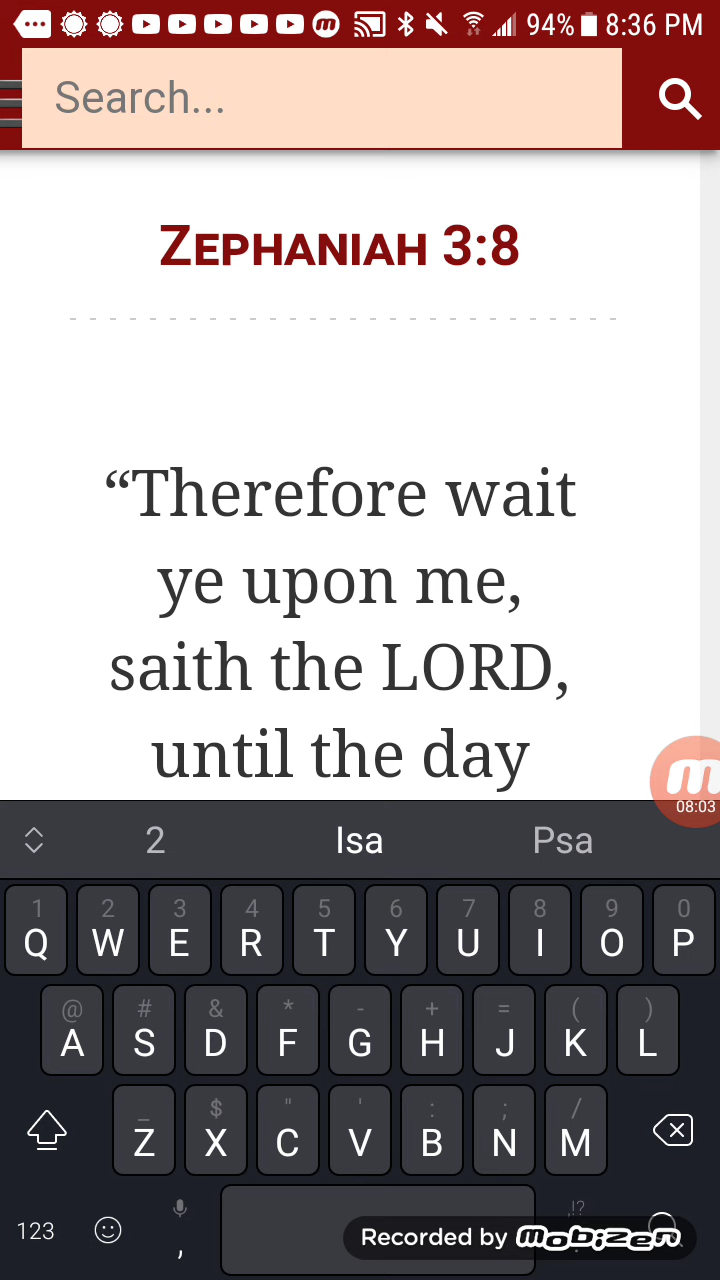 94% 8:36 PM
Search...
ZEPHANIAH 3:8
“Therefore wait
ye upon me,
saith the LORD,
until the day
08:03
2 Isa Psa
1 2 3 4 5 6 7 8 9 0
Q W E R T Y U I O P
@ # & * - + = ( )
A S D F G H J K L
_ $ " ' : ; /
Z X C V B N M
123 , !?
Recorded by mobizen